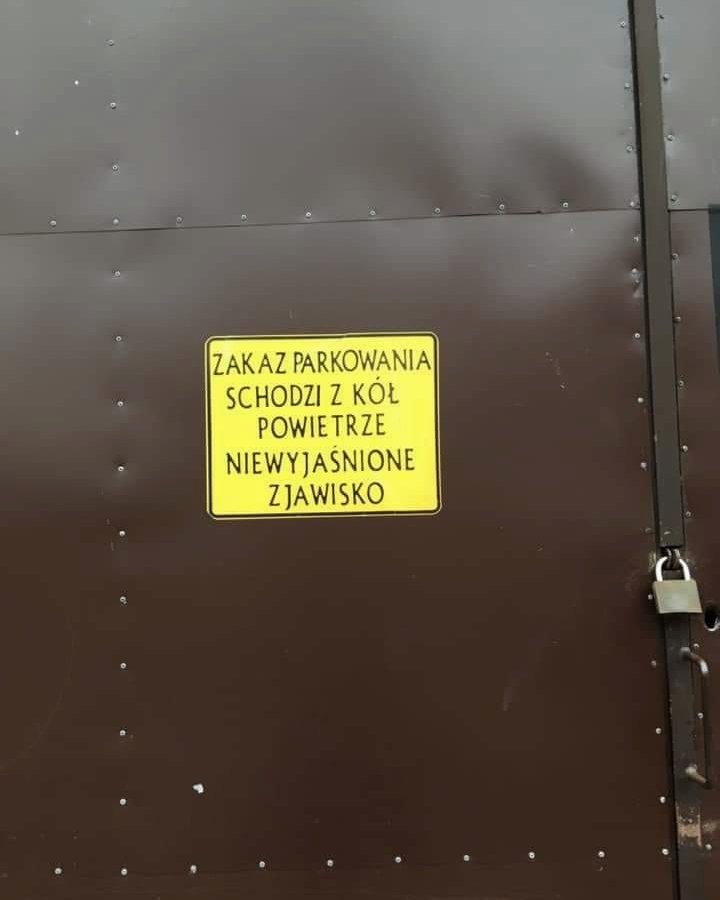 ZAKAZ PARKOWANIA
SCHODZI Z KÓŁ
POWIETRZE
NIEWYJAŚNIONE
ZJAWISKO